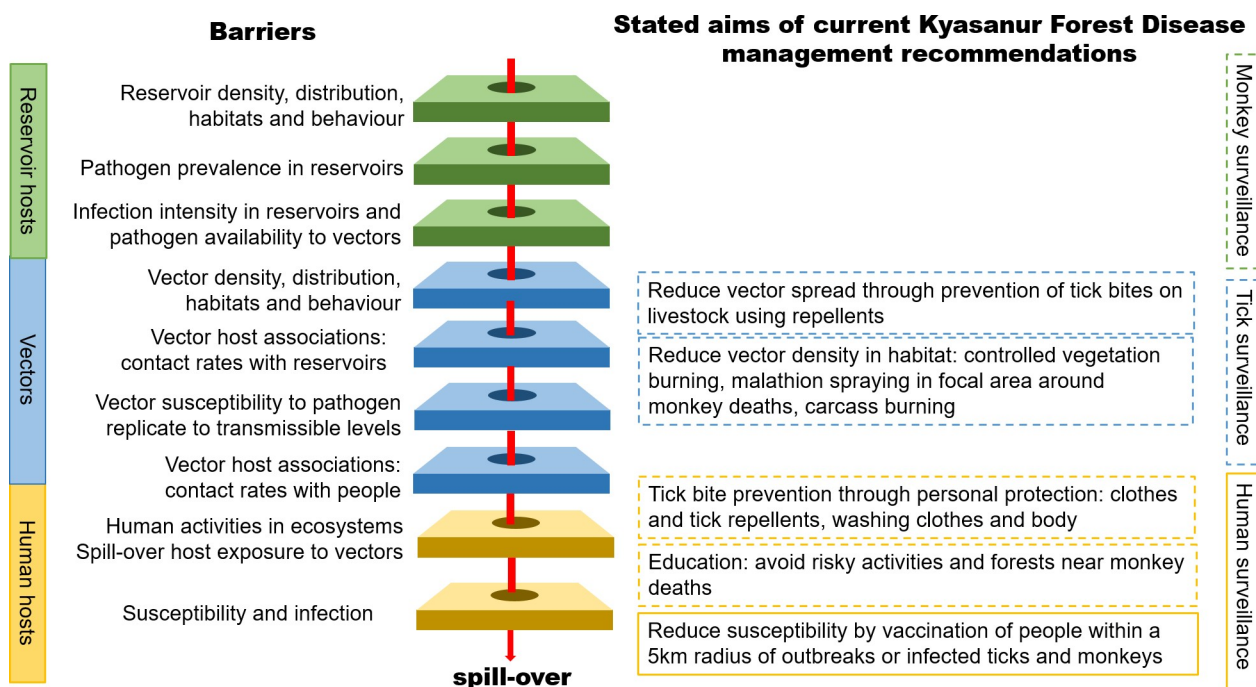 Barriers
Stated aims of current Kyasanur Forest Disease
management recommendations
Reservoir hosts
Reservoir density, distribution,
habitats and behaviour
Pathogen prevalence in reservoirs
Infection intensity in reservoirs and
pathogen availability to vectors
Monkey surveillance
Vectors
Vector density, distribution,
habitats and behaviour
Vector host associations:
contact rates with reservoirs
Vector susceptibility to pathogen
replicate to transmissible levels
Vector host associations:
contact rates with people
Reduce vector spread through prevention of tick bites on
livestock using repellents
Reduce vector density in habitat: controlled vegetation
burning, malathion spraying in focal area around
monkey deaths, carcass burning
Tick surveillance
Human hosts
Human activities in ecosystems
Spill-over host exposure to vectors
Susceptibility and infection
Tick bite prevention through personal protection: clothes
and tick repellents, washing clothes and body
Education: avoid risky activities and forests near monkey
deaths
Reduce susceptibility by vaccination of people within a
5km radius of outbreaks or infected ticks and monkeys
Human surveillance
spill-over